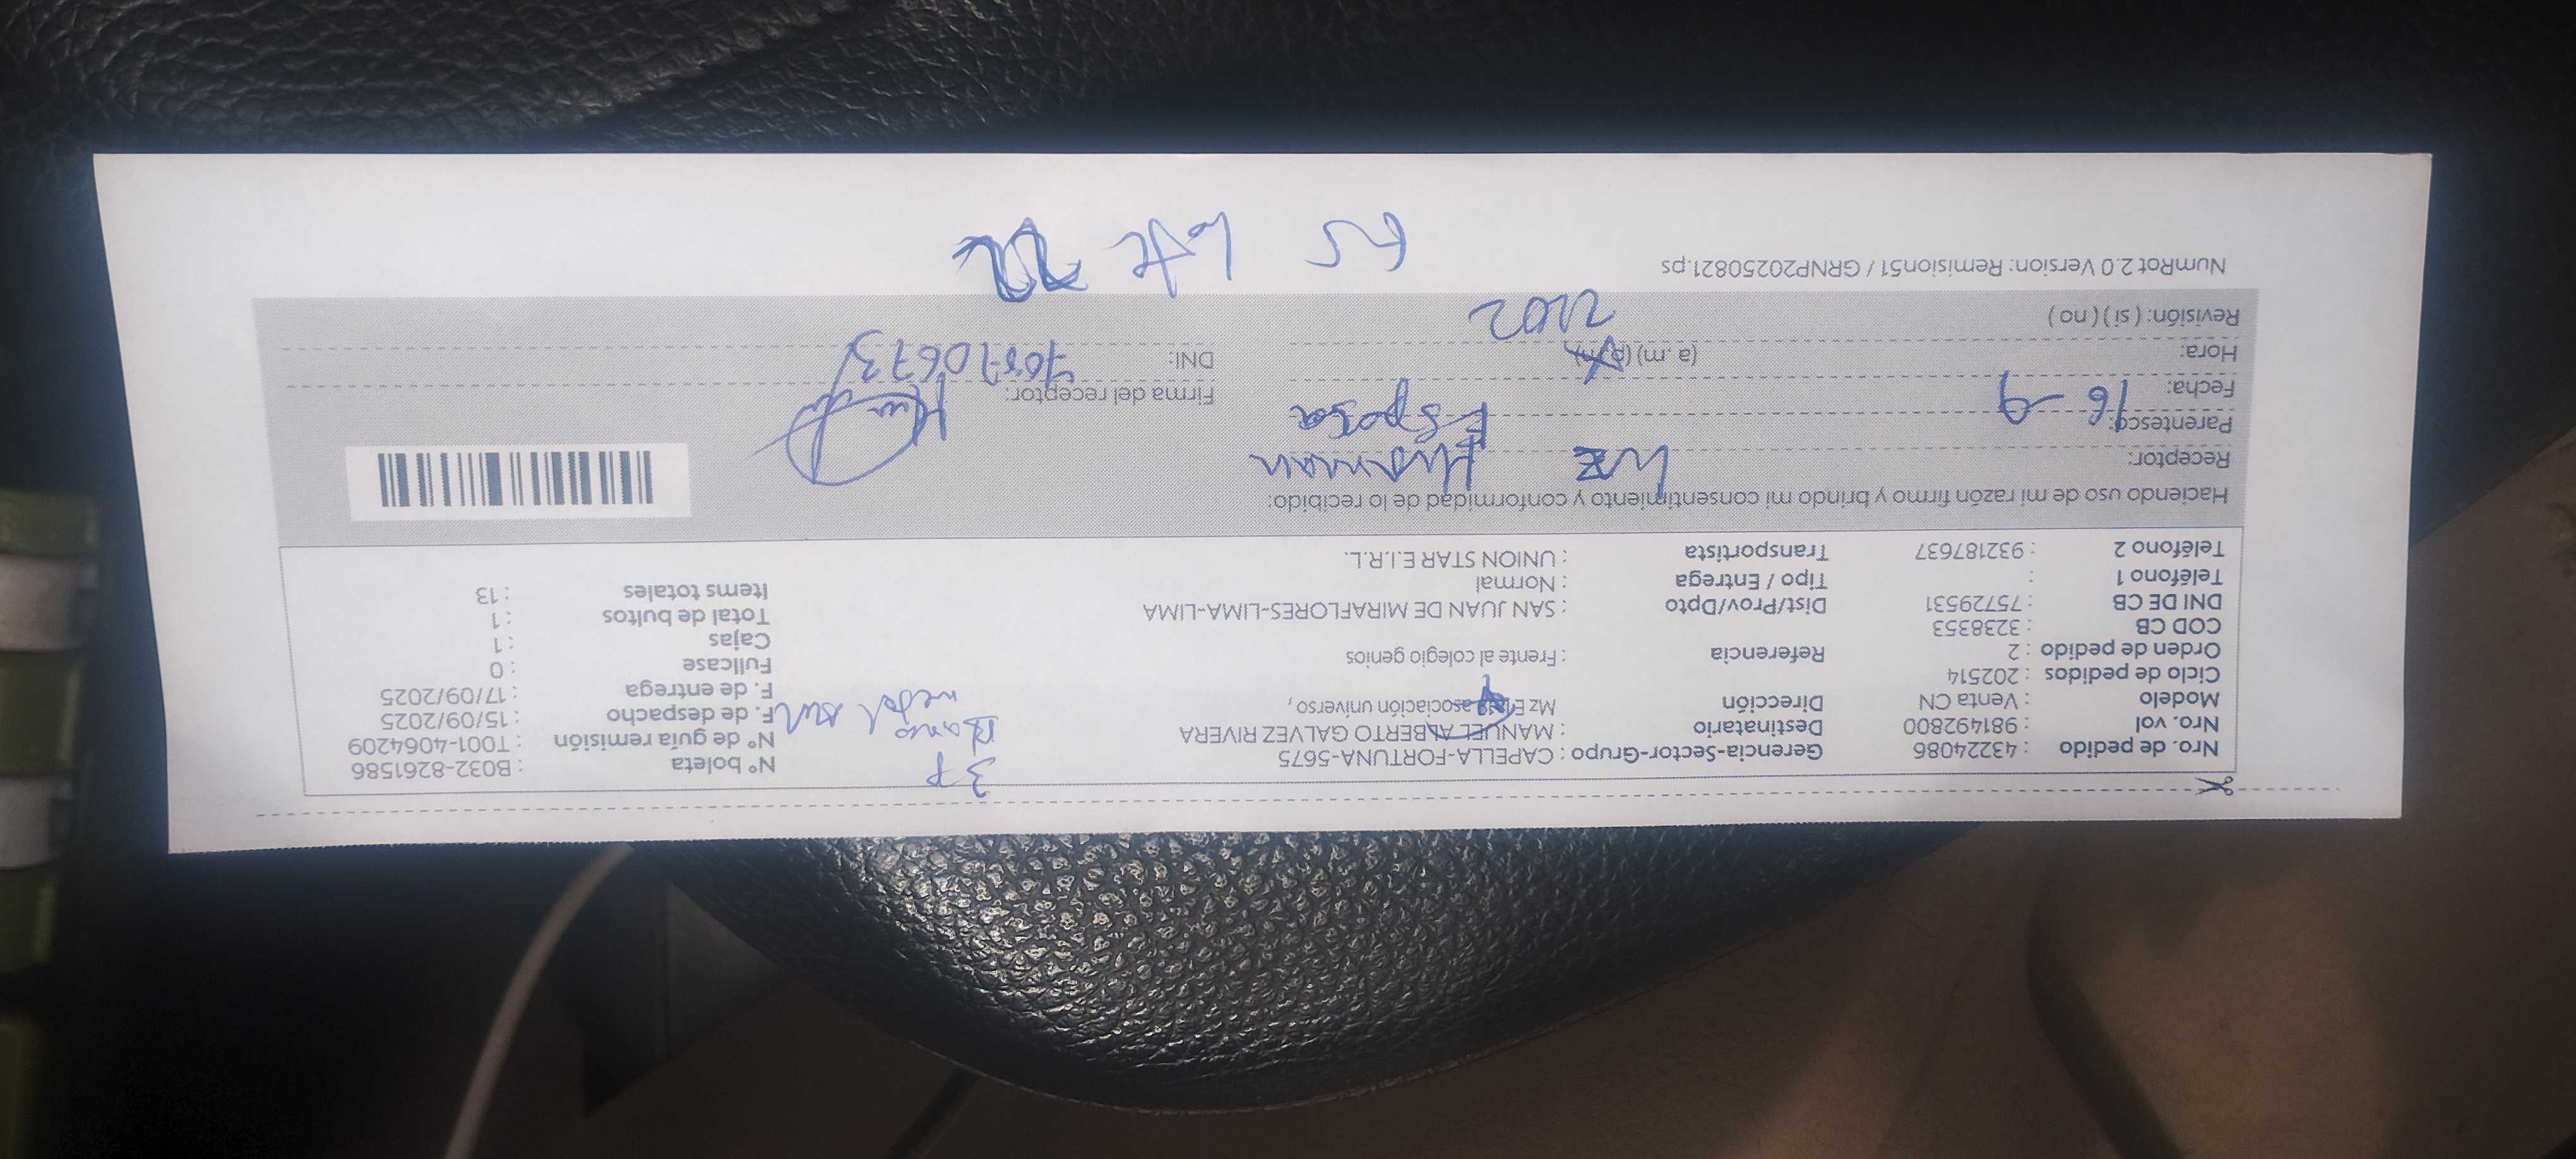 Nro. de pedido : 43224086 Gerencia-Sector-Grupo : CAPELLA-FORTUNA-5675 3P N° boleta : B032-8261586
Nro. vol : 981492800 Destinatario : MANUEL ALBERTO GALVEZ RIVERA N° de guía remisión : T001-4064209
Modelo : Venta CN Dirección Mz E asociación universo, F. de despacho : 15/09/2025
Ciclo de pedidos : 202514 F. de entrega : 17/09/2025
Orden de pedido : 2 Referencia : Frente al colegio genios Fullcase : 0
COD CB : 3238353 Cajas : 1
DNI DE CB : 75729531 Dist/Prov/Dpto : SAN JUAN DE MIRAFLORES-LIMA-LIMA Total de bultos : 1
Teléfono 1 : Tipo / Entrega : Normal Items totales : 13
Teléfono 2 : 932187637 Transportista : UNION STAR E.I.R.L.
Haciendo uso de mi razón firmo y brindo mi consentimiento y conformidad de lo recibido:
Receptor: Luz Huaman
Parentesco: Esposa
Fecha: 16-9 Firma del receptor:
Hora: (a .m) (p.m) DNI:
Revisión: ( si ) ( no ) 2202
NumRot 2.0 Version: Remision51 / GRNP20250821.ps